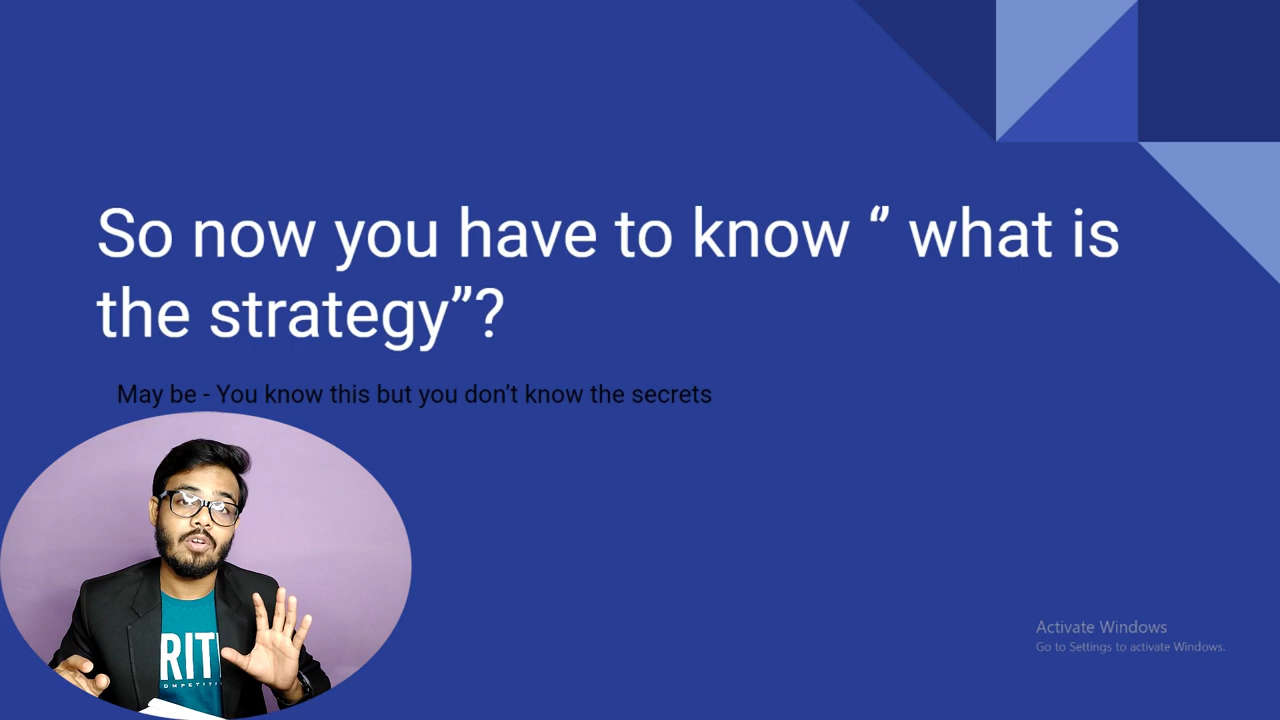 So now you have to know “ what is
the strategy”?
May be - You know this but you don’t know the secrets
RIT
OMPETIT
Activate Windows
Go to Settings to activate Windows.